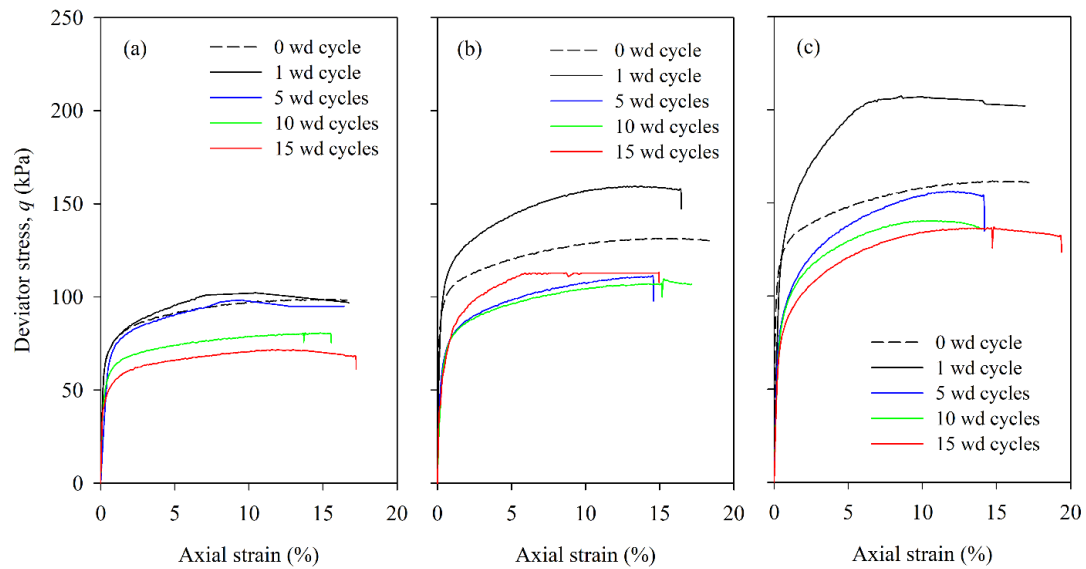 Deviator stress, q (kPa)
250
200
150
100
50
0
(a)
0 wd cycle
1 wd cycle
5 wd cycles
10 wd cycles
15 wd cycles
0 5 10 15 20
Axial strain (%)
(b)
0 wd cycle
1 wd cycle
5 wd cycles
10 wd cycles
15 wd cycles
0 5 10 15 20
Axial strain (%)
(c)
0 wd cycle
1 wd cycle
5 wd cycles
10 wd cycles
15 wd cycles
0 5 10 15 20
Axial strain (%)